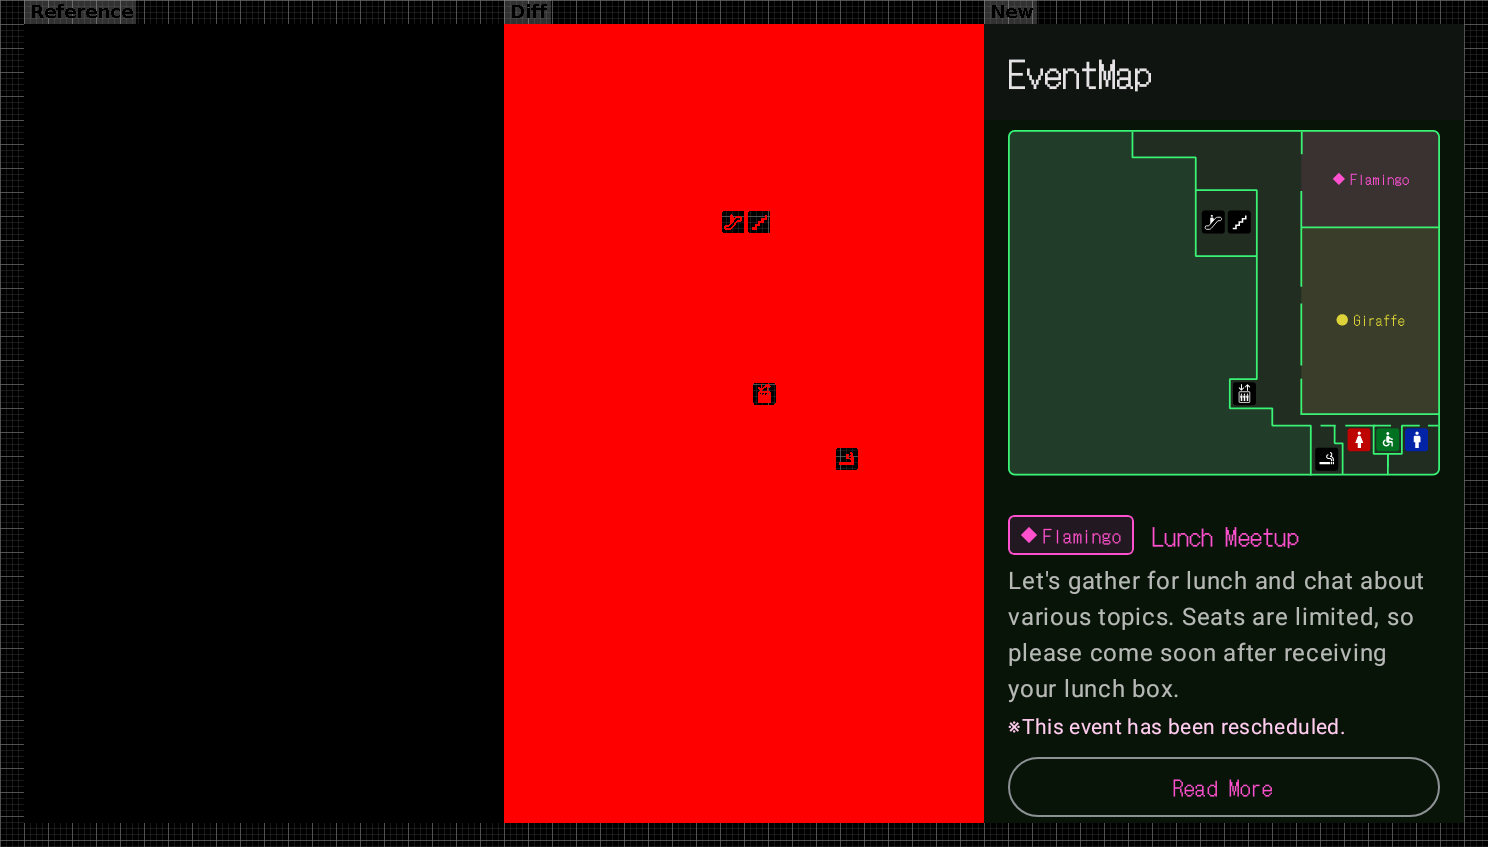 Reference
Diff
New
EventMap
Flamingo
Giraffe
Flamingo Lunch Meetup
Let's gather for lunch and chat about
various topics. Seats are limited, so
please come soon after receiving
your lunch box.
※This event has been rescheduled.
Read More